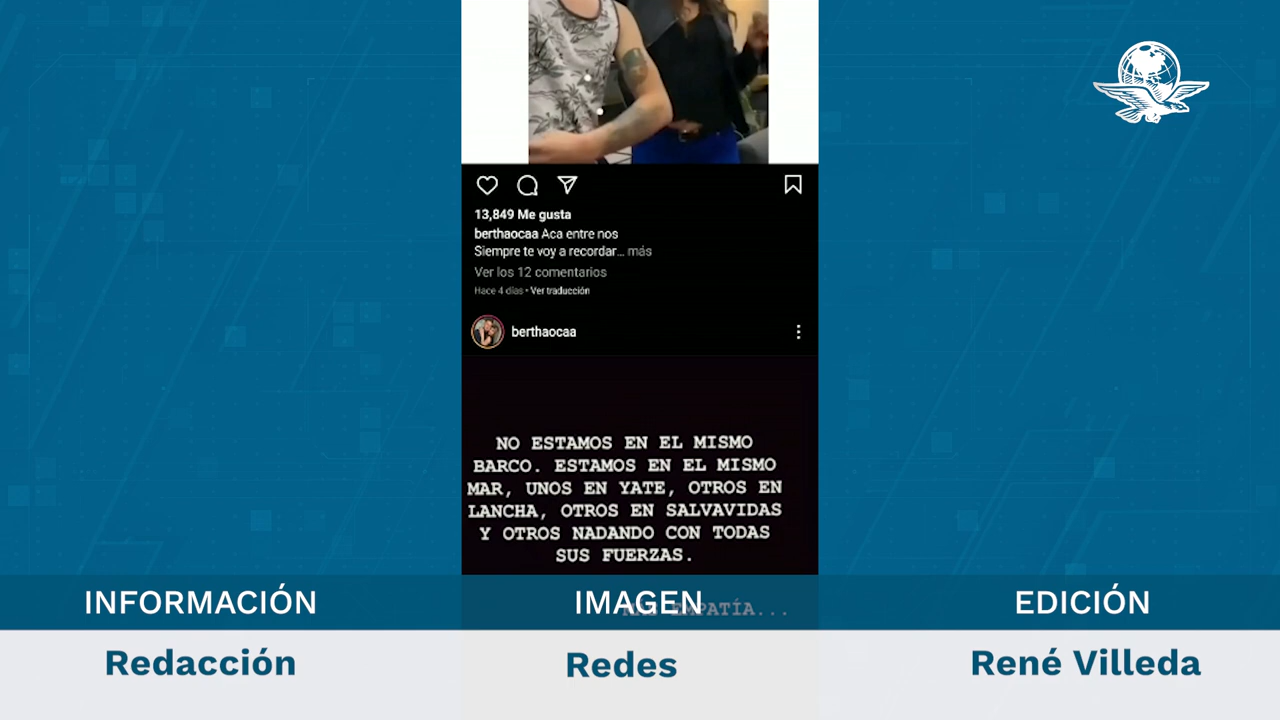 13,849 Me gusta
berthaocaa Aca entre nos
Siempre te voy a recordar... más
Ver los 12 comentarios
Hace 4 días • Ver traducción
berthaocaa
NO ESTAMOS EN EL MISMO
BARCO. ESTAMOS EN EL MISMO
MAR, UNOS EN YATE, OTROS EN
LANCHA, OTROS EN SALVAVIDAS
Y OTROS NADANDO CON TODAS
SUS FUERZAS.
EMPATÍA...
INFORMACIÓN
Redacción
IMAGEN
Redes
EDICIÓN
René Villeda